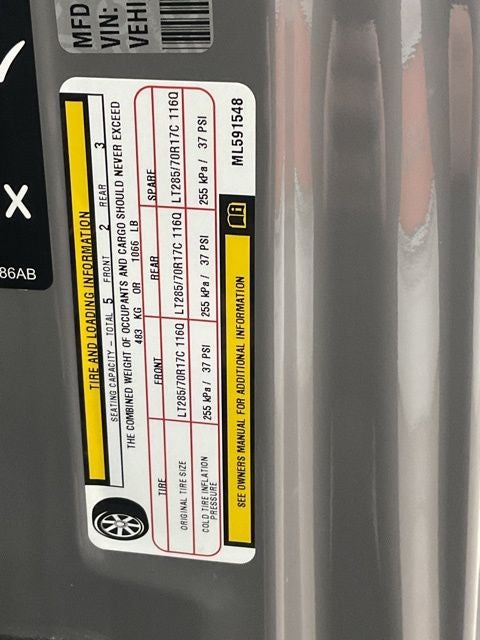 MFD
VIN:
VEHI
X
86AB
TIRE AND LOADING INFORMATION
SEATING CAPACITY - TOTAL 5 FRONT 2 REAR 3
THE COMBINED WEIGHT OF OCCUPANTS AND CARGO SHOULD NEVER EXCEED
483 KG OR 1066 LB
TIRE FRONT REAR SPARE
ORIGINAL TIRE SIZE LT285/70R17C 116Q LT285/70R17C 116Q LT285/70R17C 116Q
COLD TIRE INFLATION
PRESSURE 255 kPa / 37 PSI 255 kPa / 37 PSI 255 kPa / 37 PSI
SEE OWNERS MANUAL FOR ADDITIONAL INFORMATION
ML591548